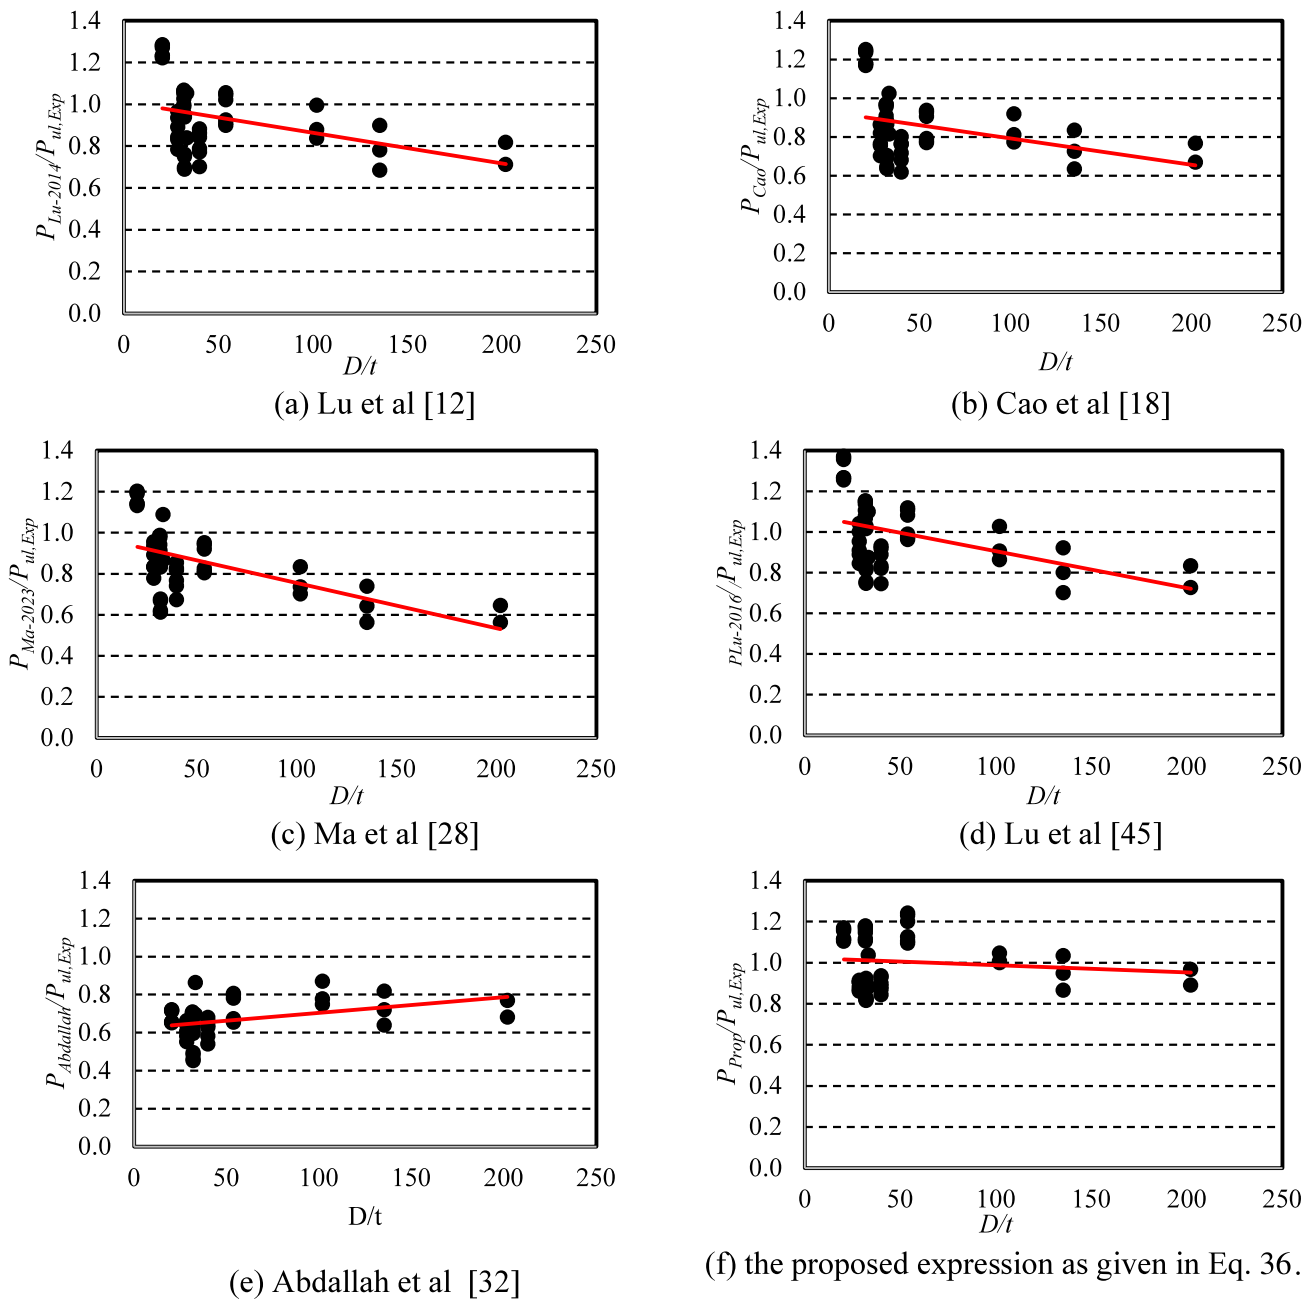 1.4
1.2
1.0
0.8
0.6
0.4
0.2
0.0
P_Lu-2014/P_ul,Exp
0 50 100 150 200 250
D/t
(a) Lu et al [12]
1.4
1.2
1.0
0.8
0.6
0.4
0.2
0.0
P_Cao/P_ul,Exp
0 50 100 150 200 250
D/t
(b) Cao et al [18]
1.4
1.2
1.0
0.8
0.6
0.4
0.2
0.0
P_Ma-2023/P_ul,Exp
0 50 100 150 200 250
D/t
(c) Ma et al [28]
1.4
1.2
1.0
0.8
0.6
0.4
0.2
0.0
PLu-2016/P_ul,Exp
0 50 100 150 200 250
D/t
(d) Lu et al [45]
1.4
1.2
1.0
0.8
0.6
0.4
0.2
0.0
P_Abdallah/P_ul,Exp
0 50 100 150 200 250
D/t
(e) Abdallah et al [32]
1.4
1.2
1.0
0.8
0.6
0.4
0.2
0.0
P_Prop/P_ul,Exp
0 50 100 150 200 250
D/t
(f) the proposed expression as given in Eq. 36.